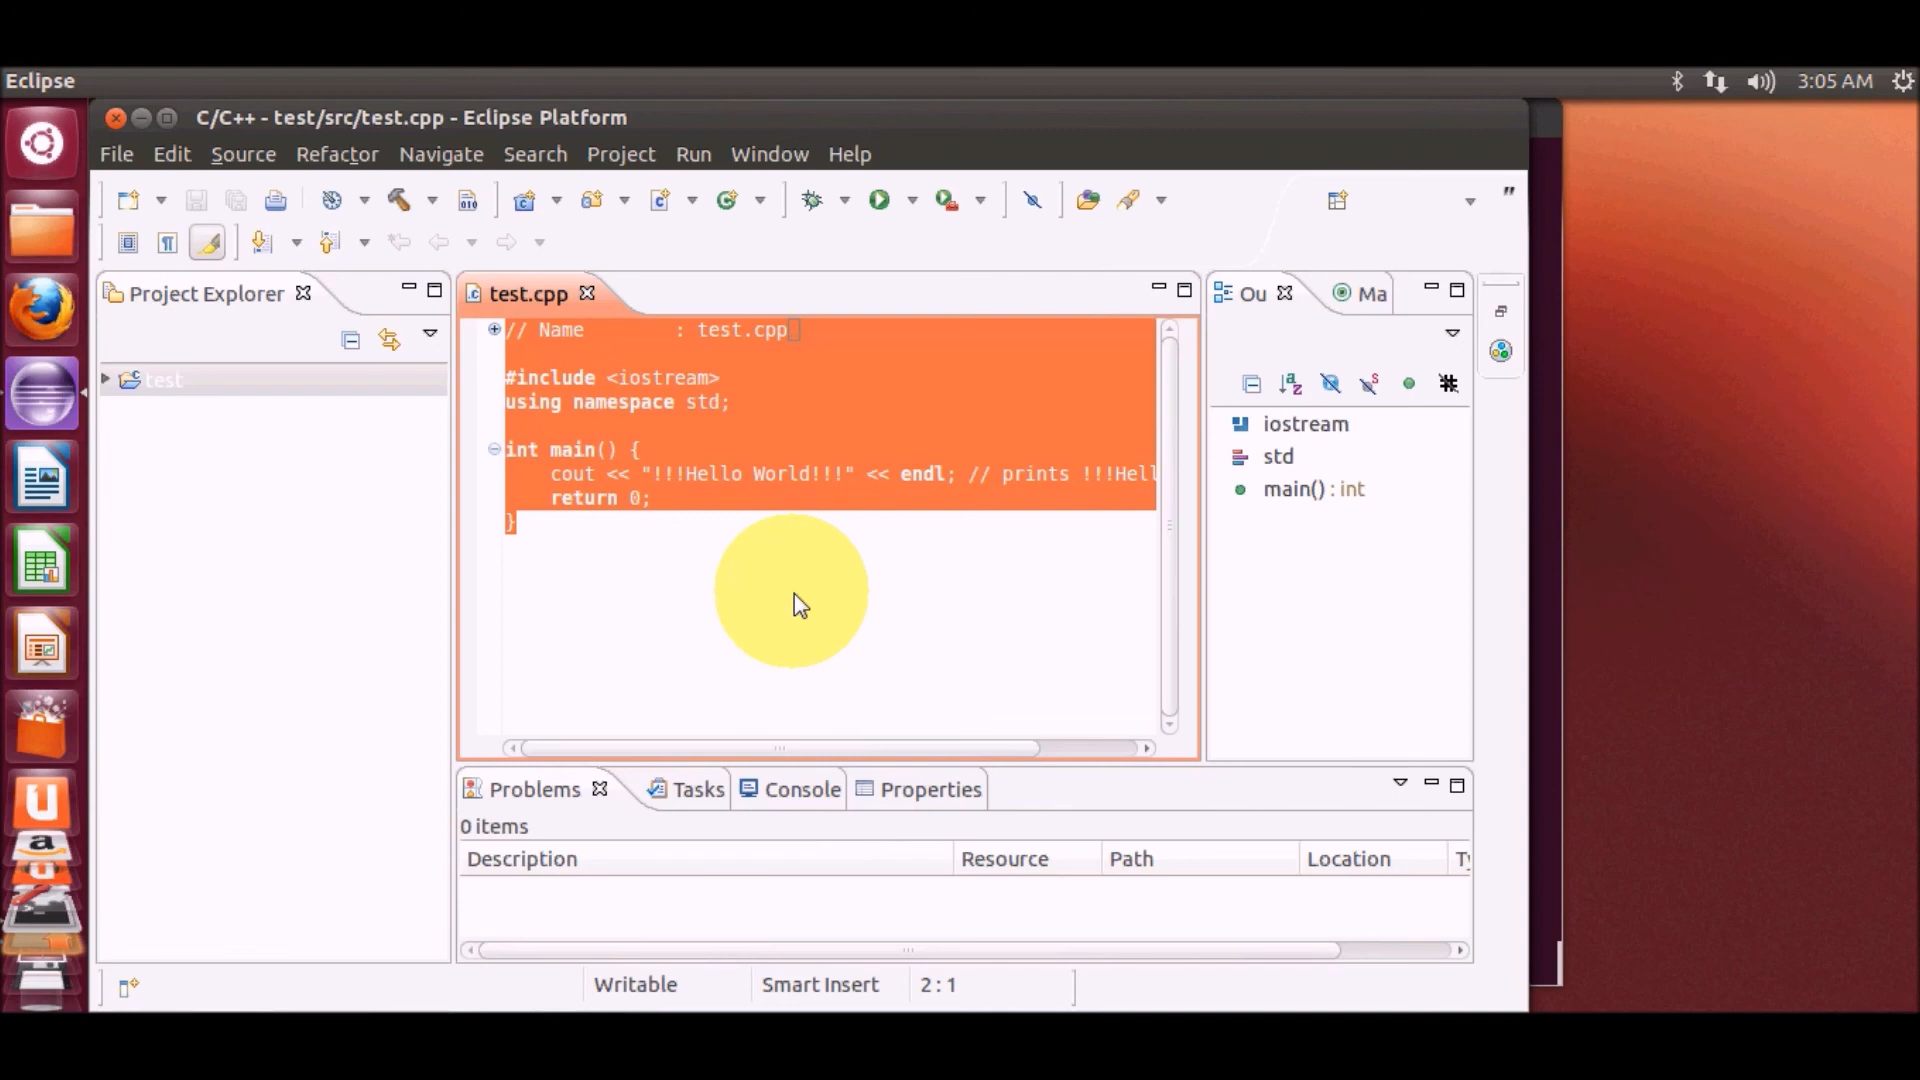 Eclipse
3:05 AM
C/C++ - test/src/test.cpp - Eclipse Platform
File Edit Source Refactor Navigate Search Project Run Window Help
010
Project Explorer
test
test.cpp
// Name : test.cpp
#include <iostream>
using namespace std;
int main() {
cout << "!!!Hello World!!!" << endl; // prints !!!Hell
return 0;
}
Ou
Ma
iostream
std
main() : int
Problems Tasks Console Properties
0 items
Description Resource Path Location Ty
Writable Smart Insert 2 : 1